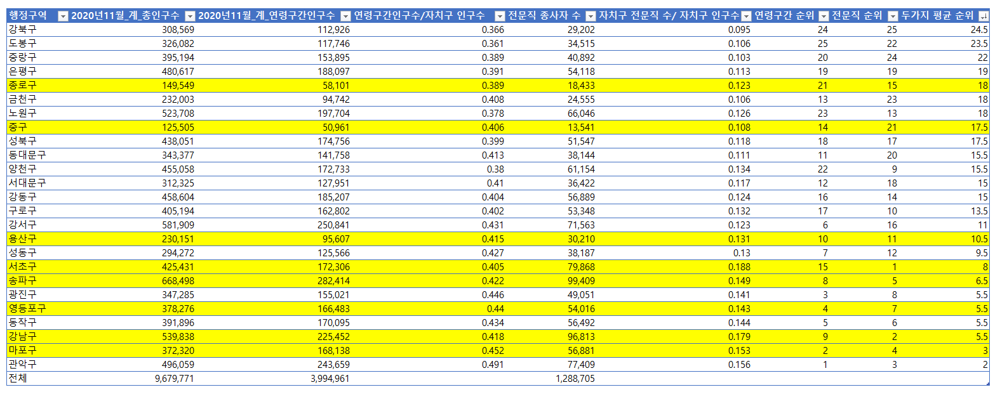 행정구역 2020년11월_계_총인구수 2020년11월_계_연령구간인구수 연령구간인구수/자치구 인구수 전문직 종사자 수 자치구 전문직 수/ 자치구 인구수 연령구간 순위 전문직 순위 두가지 평균 순위
강북구 308,569 112,926 0.366 29,202 0.095 24 25 24.5
도봉구 326,082 117,746 0.361 34,515 0.106 25 22 23.5
중랑구 395,194 153,895 0.389 40,892 0.103 20 24 22
은평구 480,617 188,097 0.391 54,118 0.113 19 19 19
종로구 149,549 58,101 0.389 18,433 0.123 21 15 18
금천구 232,003 94,742 0.408 24,555 0.106 13 23 18
노원구 523,708 197,704 0.378 66,046 0.126 23 13 18
중구 125,505 50,961 0.406 13,541 0.108 14 21 17.5
성북구 438,051 174,756 0.399 51,547 0.118 18 17 17.5
동대문구 343,377 141,758 0.413 38,144 0.111 11 20 15.5
양천구 455,058 172,733 0.38 61,154 0.134 22 9 15.5
서대문구 312,325 127,951 0.41 36,422 0.117 12 18 15
강동구 458,604 185,207 0.404 56,889 0.124 16 14 15
구로구 405,194 162,802 0.402 53,348 0.132 17 10 13.5
강서구 581,909 250,841 0.431 71,563 0.123 6 16 11
용산구 230,151 95,607 0.415 30,210 0.131 10 11 10.5
성동구 294,272 125,566 0.427 38,187 0.13 7 12 9.5
서초구 425,431 172,306 0.405 79,868 0.188 15 1 8
송파구 668,498 282,414 0.422 99,409 0.149 8 5 6.5
광진구 347,285 155,021 0.446 49,051 0.141 3 8 5.5
영등포구 378,276 166,483 0.44 54,016 0.143 4 7 5.5
동작구 391,896 170,095 0.434 56,492 0.144 5 6 5.5
강남구 539,838 225,452 0.418 96,813 0.179 9 2 5.5
마포구 372,320 168,138 0.452 56,881 0.153 2 4 3
관악구 496,059 243,659 0.491 77,409 0.156 1 3 2
전체 9,679,771 3,994,961 1,288,705